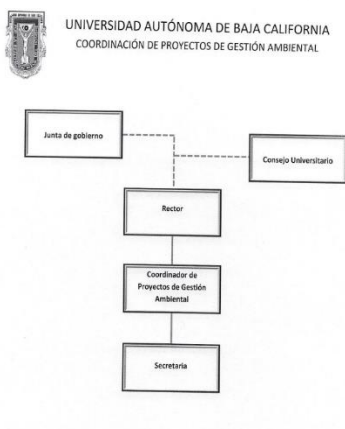 UNIVERSIDAD AUTÓNOMA DE BAJA CALIFORNIA
COORDINACIÓN DE PROYECTOS DE GESTIÓN AMBIENTAL
Junta de gobierno
Consejo Universitario
Rector
Coordinador de
Proyectos de Gestión
Ambiental
Secretaria